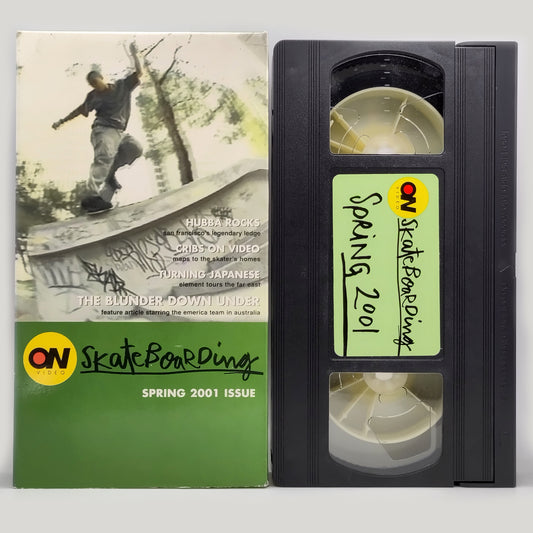 HUBBA ROCKS
san francisco's legendary ledge
CRIBS ON VIDEO
maps to the skater's homes
TURNING JAPANESE
element tours the far east
THE BLUNDER DOWN UNDER
feature article starring the emerica team in australia
ON
VIDEO
SkateBoarding
SPRING 2001 ISSUE
ON
VIDEO
SkateBoarding
SPRING 2001